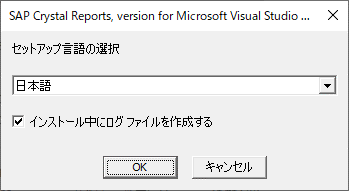 SAP Crystal Reports, version for Microsoft Visual Studio ...
セットアップ言語の選択
日本語
インストール中にログ ファイルを作成する
OK
キャンセル